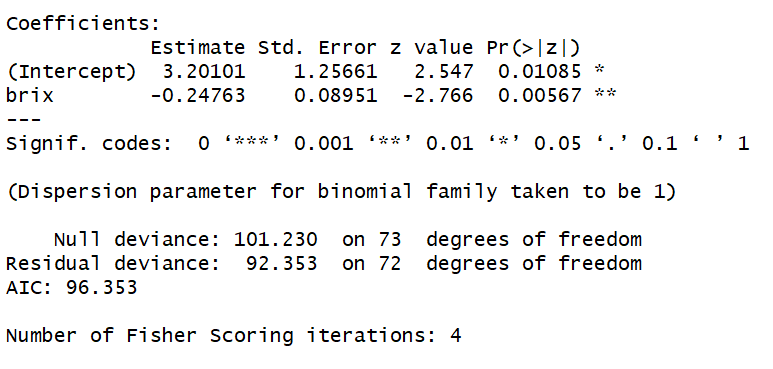 Coefficients:
            Estimate Std. Error z value Pr(>|z|)
(Intercept)  3.20101    1.25661   2.547  0.01085 *
brix        -0.24763    0.08951  -2.766  0.00567 **
---
Signif. codes:  0 ‘***’ 0.001 ‘**’ 0.01 ‘*’ 0.05 ‘.’ 0.1 ‘ ’ 1
(Dispersion parameter for binomial family taken to be 1)
    Null deviance: 101.230  on 73  degrees of freedom
Residual deviance:  92.353  on 72  degrees of freedom
AIC: 96.353
Number of Fisher Scoring iterations: 4